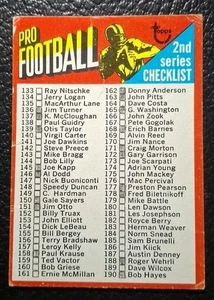 PRO
FOOTBALL
topps
2nd
series
CHECKLIST
133 Ray Nitschke
134 Jerry Logan
135 MacArthur Lane
136 Jim Turner
137 K. McCloughan
138 Paul Guidry
139 Otis Taylor
140 Virgil Carter
141 Joe Dawkins
142 Steve Preece
143 Mike Bragg
144 Bob Lilly
145 Joe Kapp
146 Al Dodd
147 Nick Buoniconti
148 Speedy Duncan
149 C. Hardman
150 Gale Sayers
151 Jim Otto
152 Billy Truax
153 John Elliott
154 Dick LeBeau
155 Bill Bergey
156 Terry Bradshaw
157 Leroy Kelly
158 Paul Krause
159 Ted Vactor
160 Bob Griese
161 Ernie McMillan
162 Donny Anderson
163 John Pitts
164 Dave Costa
165 G. Washington
166 John Zook
167 Pete Gogolak
168 Erich Barnes
169 Alvin Reed
170 Jim Nance
171 Craig Morton
172 Gary Garrison
173 Joe Scarpati
174 Adrian Young
175 John Mackey
176 Mac Percival
177 Preston Pearson
178 Fred Biletnikoff
179 Mike Battle
180 Len Dawson
181 Les Josephson
182 Royce Berry
183 Herman Weaver
184 Norm Snead
185 Sam Brunelli
186 Jim Kiick
187 Austin Denney
188 Roger Wehrli
189 Dave Wilcox
190 Bob Hayes